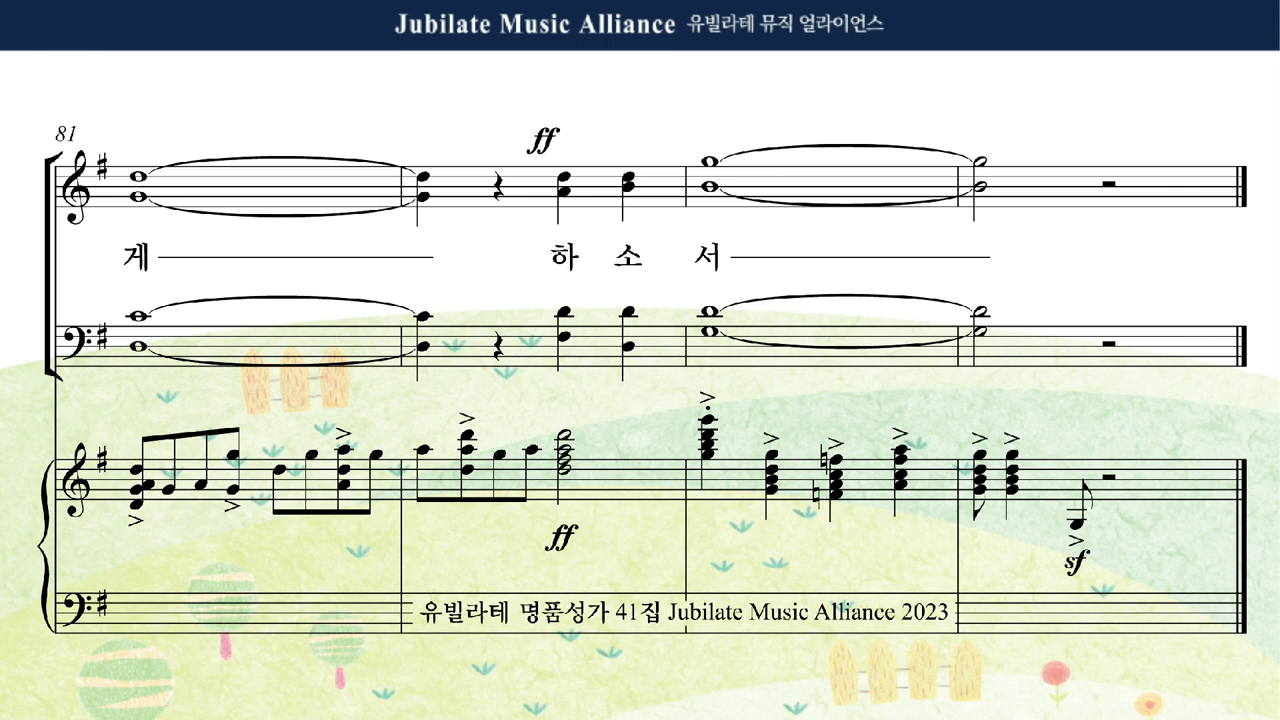 Jubilate Music Alliance 유빌라테 뮤직 얼라이언스
81
ff
게 하 소 서
ff
sf
유빌라테 명품성가 41집 Jubilate Music Alliance 2023